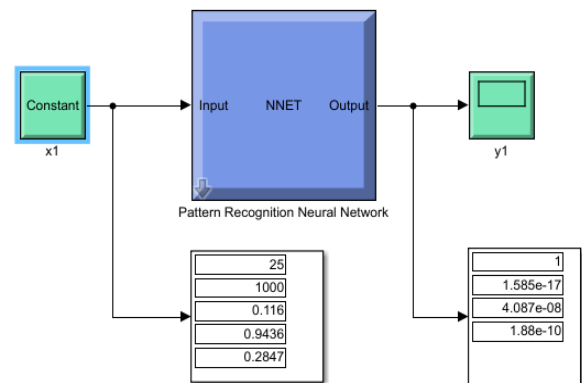 Constant
x1
Input NNET Output
Pattern Recognition Neural Network
y1
25
1000
0.116
0.9436
0.2847
1
1.585e-17
4.087e-08
1.88e-10